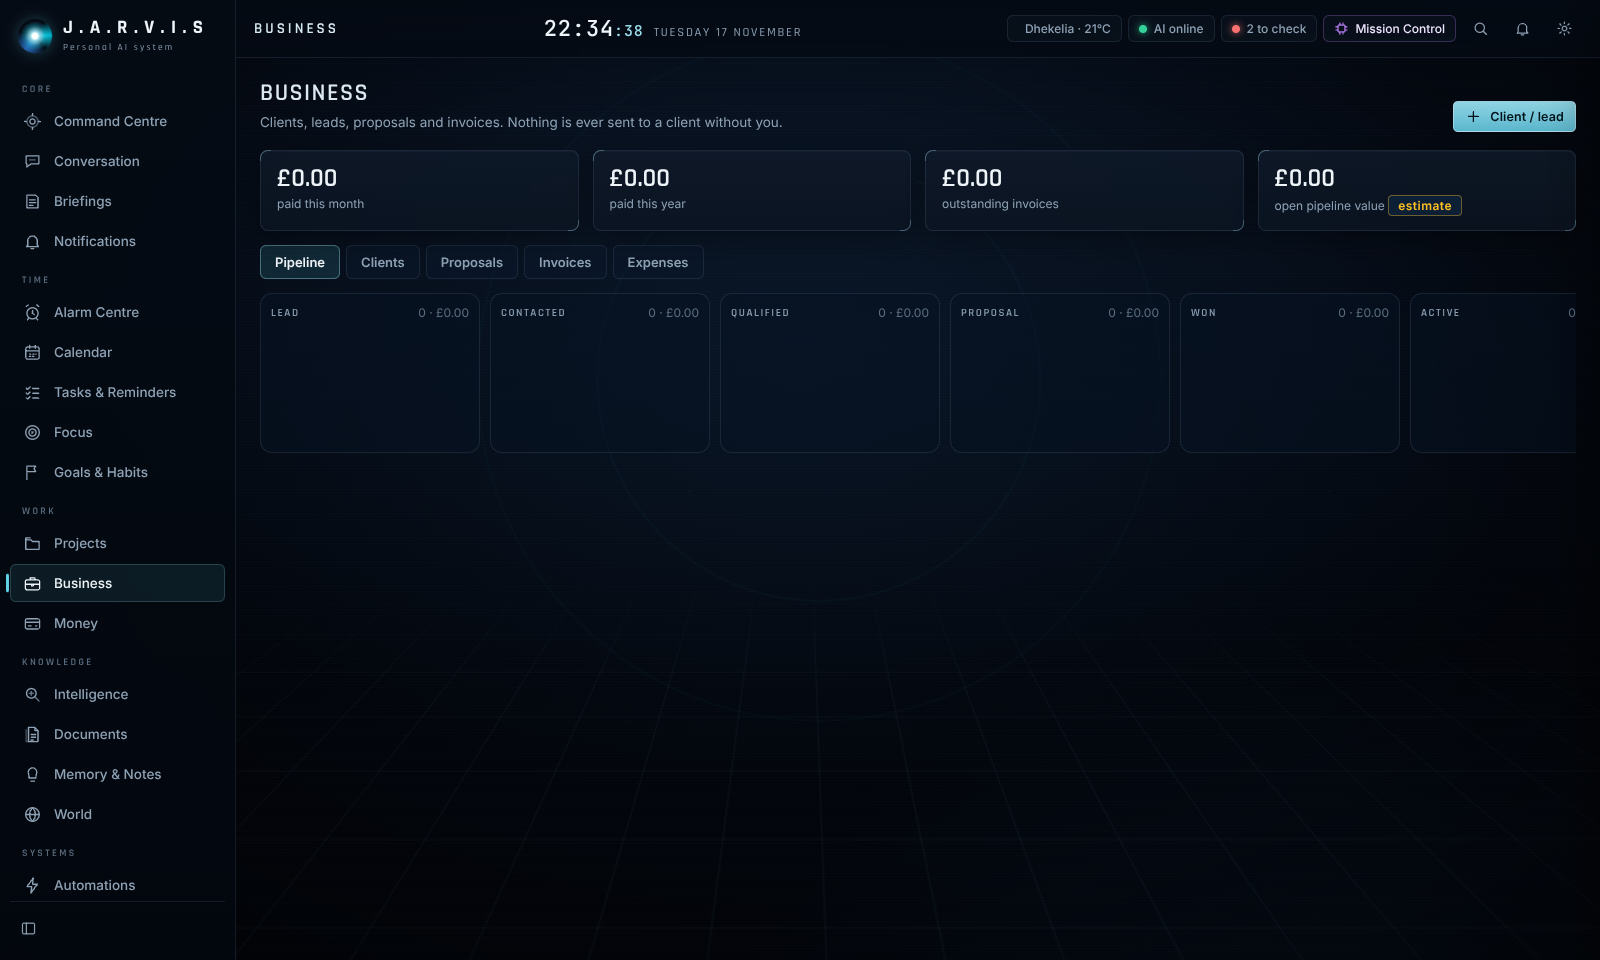 J.A.R.V.I.S
Personal AI system
CORE
Command Centre
Conversation
Briefings
Notifications
TIME
Alarm Centre
Calendar
Tasks & Reminders
Focus
Goals & Habits
WORK
Projects
Business
Money
KNOWLEDGE
Intelligence
Documents
Memory & Notes
World
SYSTEMS
Automations
BUSINESS
22:34:38 TUESDAY 17 NOVEMBER
Dhekelia · 21°C
AI online
2 to check
Mission Control
BUSINESS
Clients, leads, proposals and invoices. Nothing is ever sent to a client without you.
+ Client / lead
£0.00
paid this month
£0.00
paid this year
£0.00
outstanding invoices
£0.00
open pipeline value estimate
Pipeline
Clients
Proposals
Invoices
Expenses
LEAD 0 · £0.00
CONTACTED 0 · £0.00
QUALIFIED 0 · £0.00
PROPOSAL 0 · £0.00
WON 0 · £0.00
ACTIVE 0